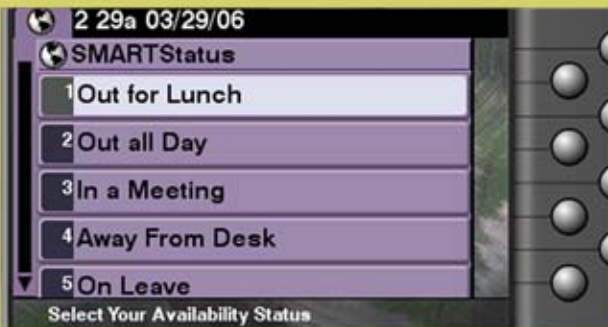 2 29a 03/29/06
SMARTStatus
1 Out for Lunch
2 Out all Day
3 In a Meeting
4 Away From Desk
5 On Leave
Select Your Availability Status